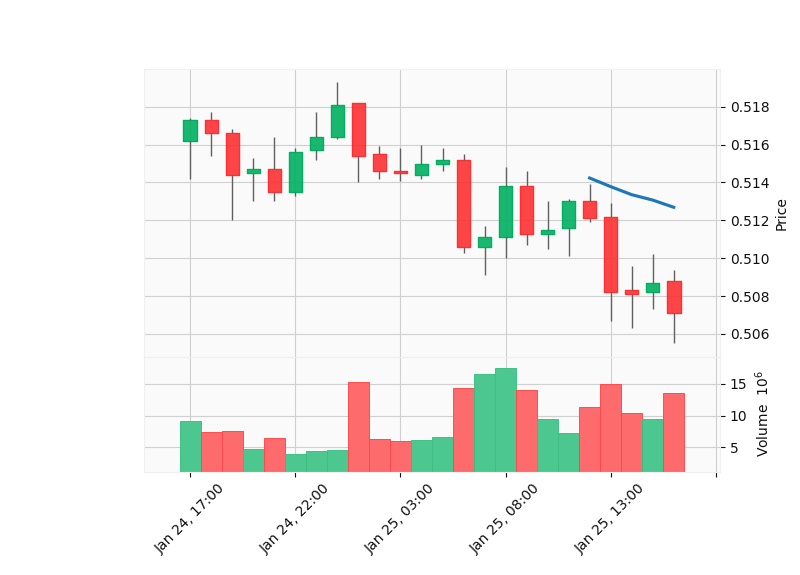 0.518
0.516
0.514
0.512
0.510
0.508
0.506
Price
15
10
5
Volume 10⁶
Jan 24, 17:00
Jan 24, 22:00
Jan 25, 03:00
Jan 25, 08:00
Jan 25, 13:00